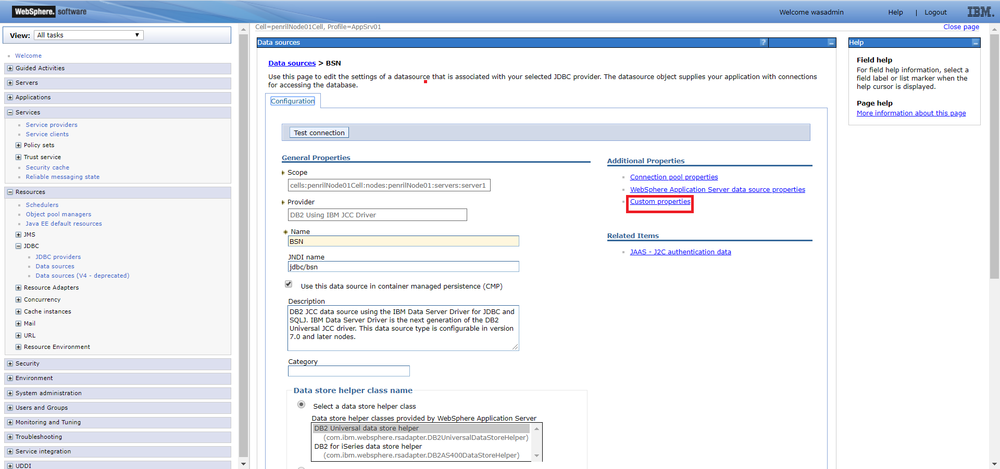 WebSphere. software
Welcome wasadmin
Help | Logout
IBM.
View: All tasks
Welcome
Guided Activities
Servers
Applications
Services
Service providers
Service clients
Policy sets
Trust service
Security cache
Reliable messaging state
Resources
Schedulers
Object pool managers
Java EE default resources
JMS
JDBC
JDBC providers
Data sources
Data sources (V4 - deprecated)
Resource Adapters
Concurrency
Cache instances
Mail
URL
Resource Environment
Security
Environment
System administration
Users and Groups
Monitoring and Tuning
Troubleshooting
Service integration
UDDI
Cell=penrilNode01Cell, Profile=AppSrv01
Close page
Data sources
?
Data sources > BSN
Use this page to edit the settings of a datasource that is associated with your selected JDBC provider. The datasource object supplies your application with connections
for accessing the database.
Configuration
Test connection
General Properties
Scope
cells:penrilNode01Cell:nodes:penrilNode01:servers:server1
Provider
DB2 Using IBM JCC Driver
Name
BSN
JNDI name
jdbc/bsn
Use this data source in container managed persistence (CMP)
Description
DB2 JCC data source using the IBM Data Server Driver for JDBC and
SQLJ. IBM Data Server Driver is the next generation of the DB2
Universal JCC driver. This data source type is configurable in version
7.0 and later nodes.
Category
Data store helper class name
Select a data store helper class
Data store helper classes provided by WebSphere Application Server
DB2 Universal data store helper
(com.ibm.websphere.rsadapter.DB2UniversalDataStoreHelper)
DB2 for iSeries data store helper
(com.ibm.websphere.rsadapter.DB2AS400DataStoreHelper)
Additional Properties
Connection pool properties
WebSphere Application Server data source properties
Custom properties
Related Items
JAAS - J2C authentication data
Help
Field help
For field help information, select a
field label or list marker when the
help cursor is displayed.
Page help
More information about this page